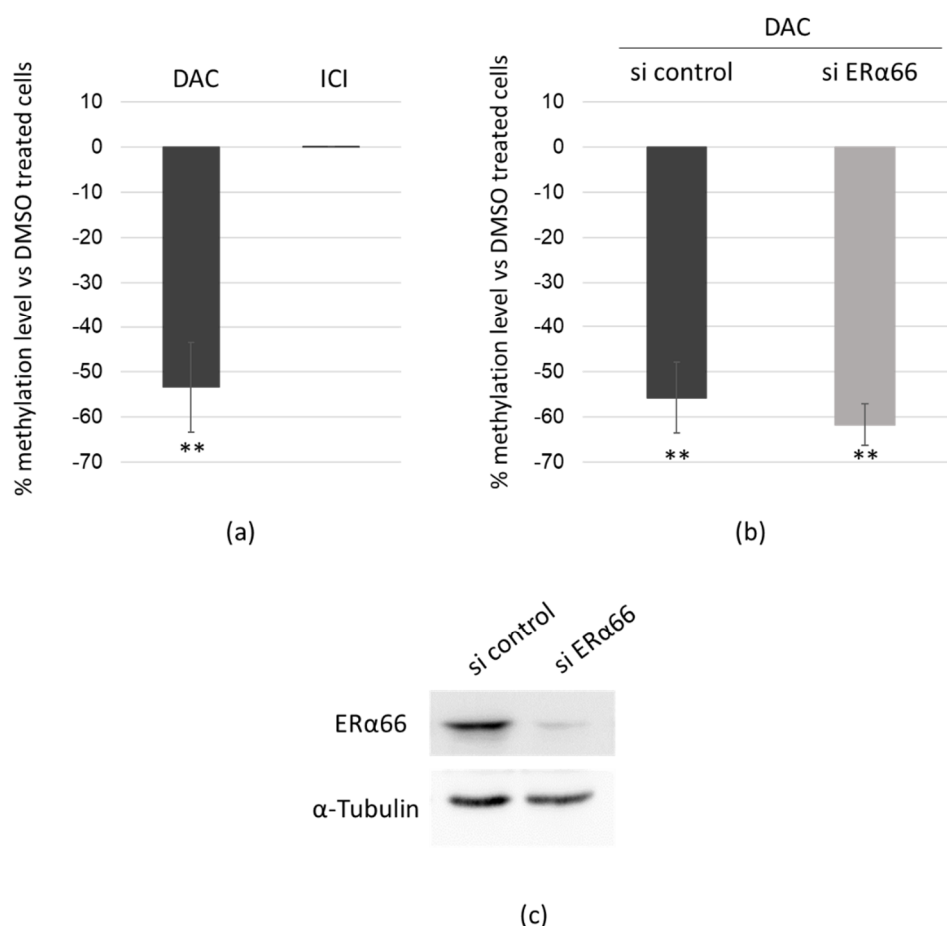 DAC ICI
% methylation level vs DMSO treated cells
10
0
-10
-20
-30
-40
-50
-60
-70
**
(a)
DAC
si control si ERα66
% methylation level vs DMSO treated cells
10
0
-10
-20
-30
-40
-50
-60
-70
** **
(b)
si control si ERα66
ERα66
α-Tubulin
(c)